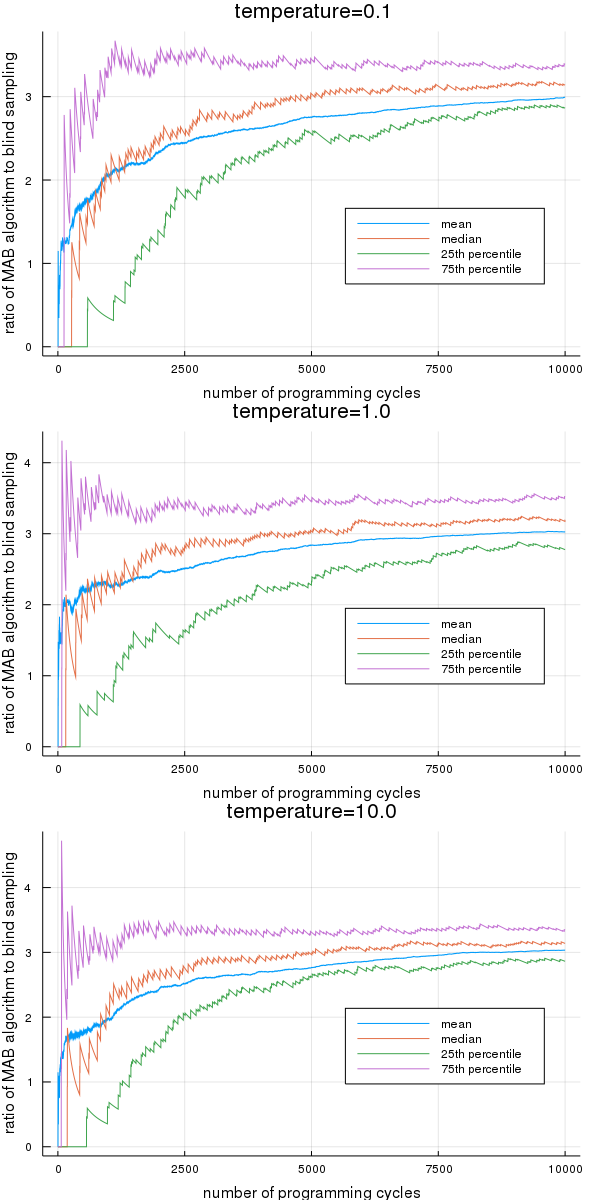 temperature=0.1
ratio of MAB algorithm to blind sampling
3
2
1
0
mean
median
25th percentile
75th percentile
0 2500 5000 7500 10000
number of programming cycles
temperature=1.0
ratio of MAB algorithm to blind sampling
4
3
2
1
0
mean
median
25th percentile
75th percentile
0 2500 5000 7500 10000
number of programming cycles
temperature=10.0
ratio of MAB algorithm to blind sampling
4
3
2
1
0
mean
median
25th percentile
75th percentile
0 2500 5000 7500 10000
number of programming cycles